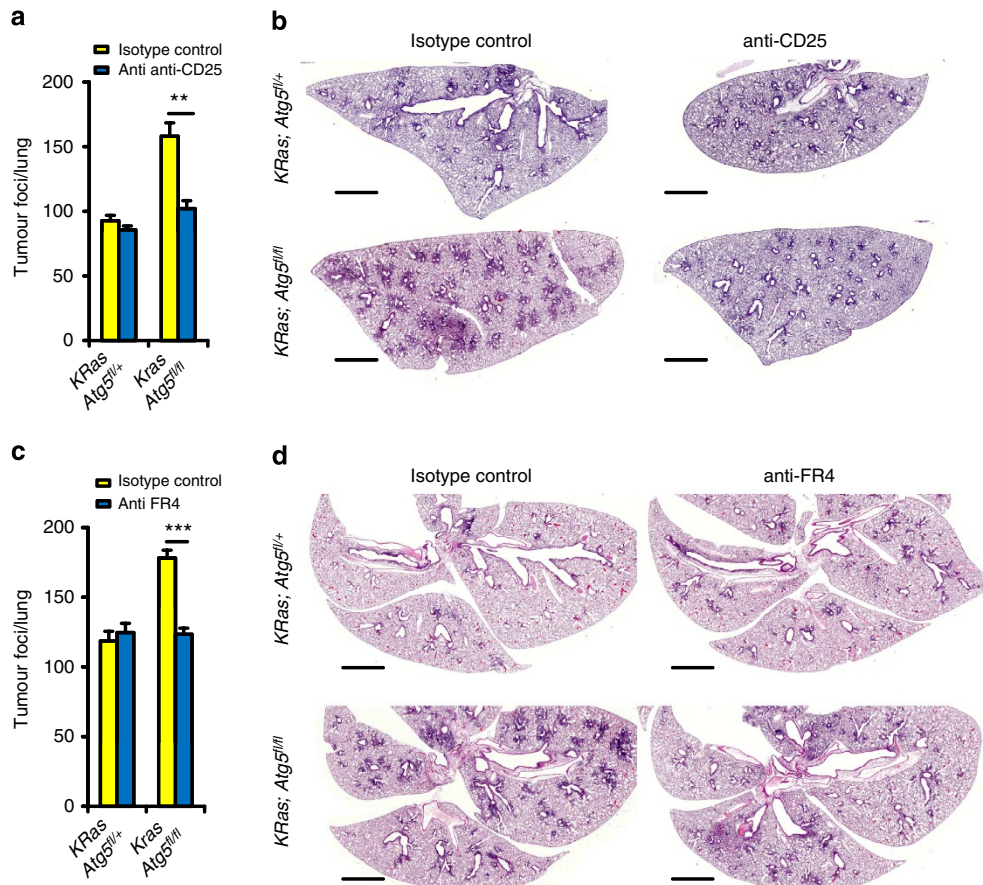 a
Isotype control
Anti anti-CD25
**
200
150
100
50
0
Tumour foci/lung
KRas
Atg5fl/+
Kras
Atg5fl/fl
b
Isotype control
anti-CD25
KRas; Atg5fl/+
KRas; Atg5fl/fl
c
Isotype control
Anti FR4
***
200
150
100
50
0
Tumour foci/lung
KRas
Atg5fl/+
Kras
Atg5fl/fl
d
Isotype control
anti-FR4
KRas; Atg5fl/+
KRas; Atg5fl/fl